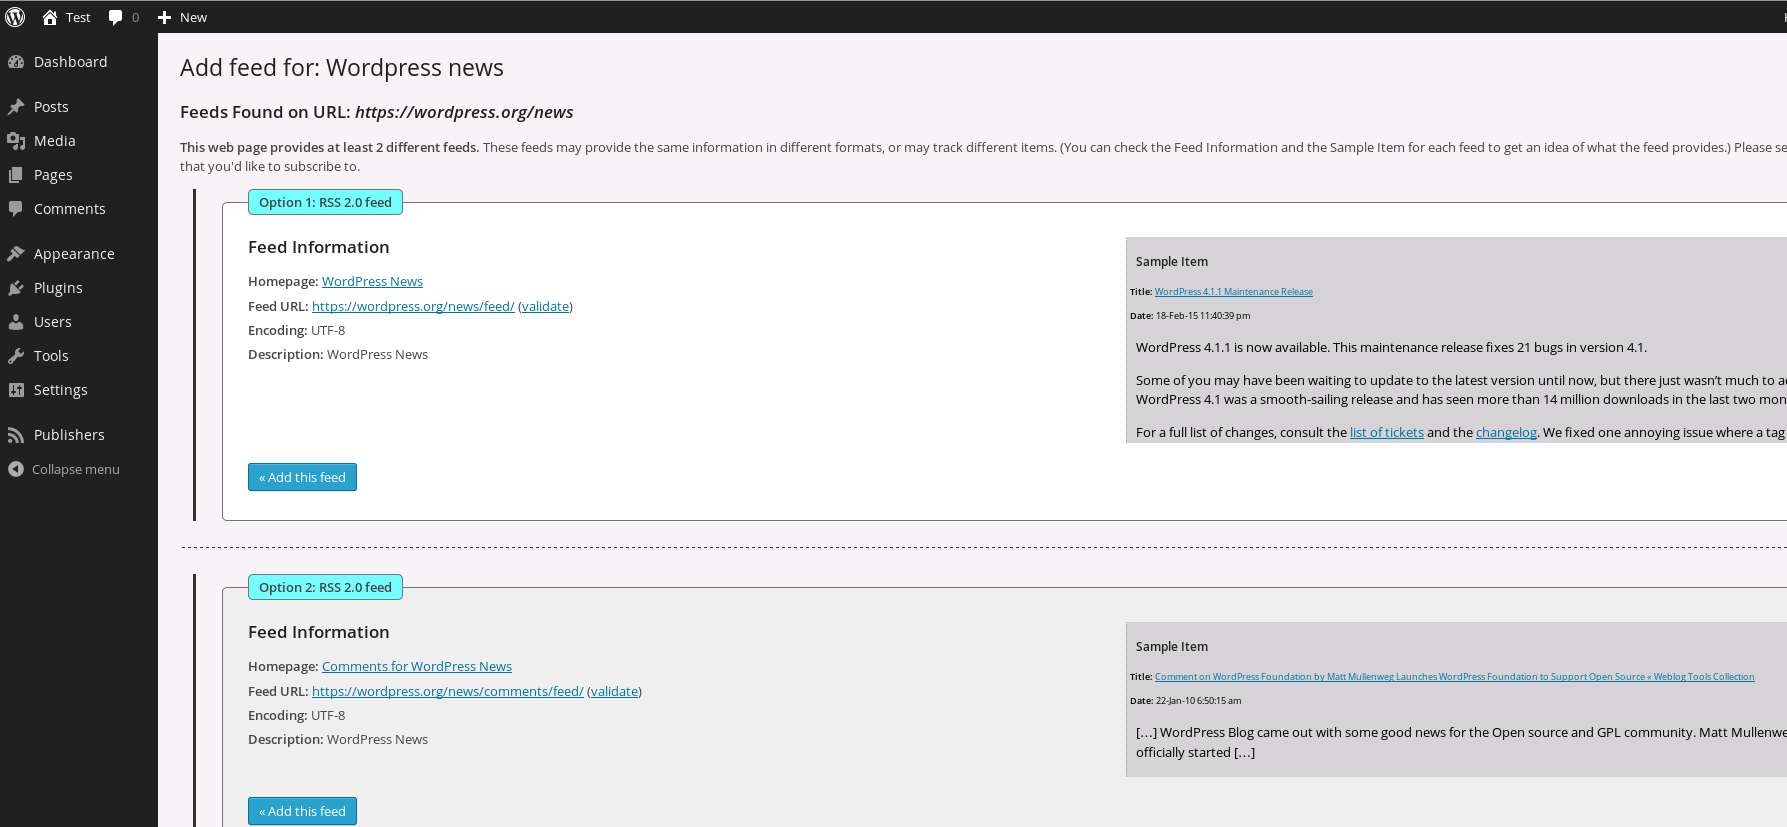 Test
0
New
Dashboard
Posts
Media
Pages
Comments
Appearance
Plugins
Users
Tools
Settings
Publishers
Collapse menu
Add feed for: Wordpress news
Feeds Found on URL: https://wordpress.org/news
This web page provides at least 2 different feeds. These feeds may provide the same information in different formats, or may track different items. (You can check the Feed Information and the Sample Item for each feed to get an idea of what the feed provides.) Please
that you'd like to subscribe to.
Option 1: RSS 2.0 feed
Feed Information
Homepage: WordPress News
Feed URL: https://wordpress.org/news/feed/ (validate)
Encoding: UTF-8
Description: WordPress News
« Add this feed
Sample Item
Title: WordPress 4.1.1 Maintenance Release
Date: 18-Feb-15 11:40:39 pm
WordPress 4.1.1 is now available. This maintenance release fixes 21 bugs in version 4.1.
Some of you may have been waiting to update to the latest version until now, but there just wasn’t much to
WordPress 4.1 was a smooth-sailing release and has seen more than 14 million downloads in the last two
For a full list of changes, consult the list of tickets and the changelog. We fixed one annoying issue where a tag
Option 2: RSS 2.0 feed
Feed Information
Homepage: Comments for WordPress News
Feed URL: https://wordpress.org/news/comments/feed/ (validate)
Encoding: UTF-8
Description: WordPress News
« Add this feed
Sample Item
Title: Comment on WordPress Foundation by Matt Mullenweg Launches WordPress Foundation to Support Open Source « Weblog Tools Collection
Date: 22-Jan-10 6:50:15 am
[…] WordPress Blog came out with some good news for the Open source and GPL community. Matt
officially started […]